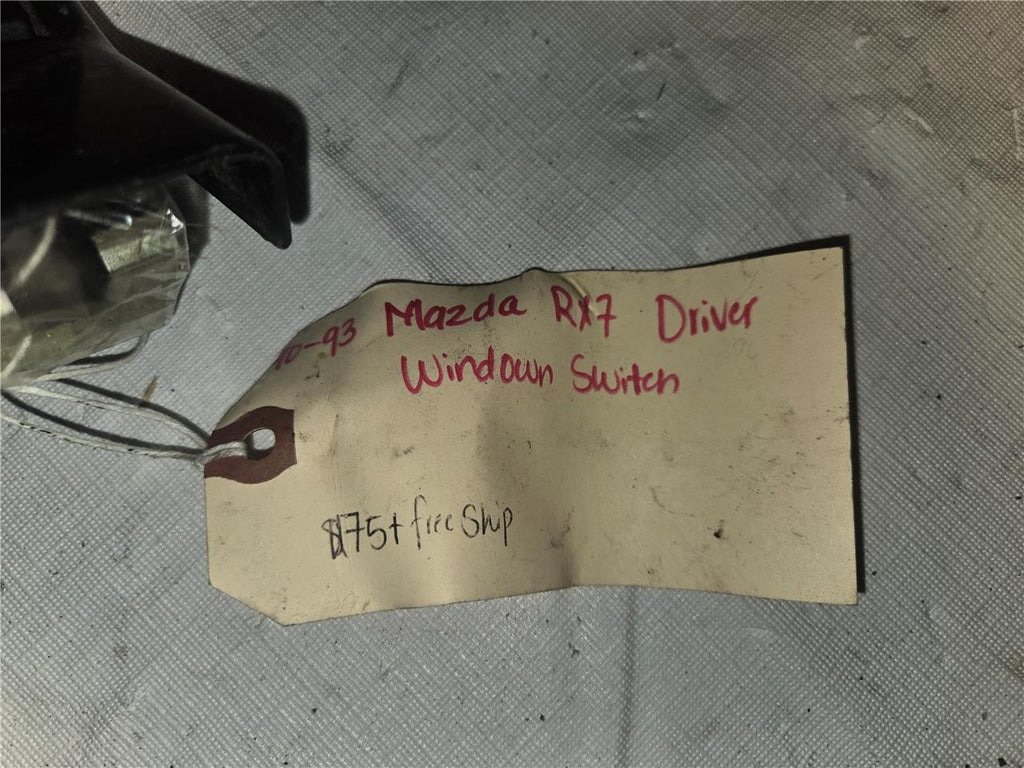 90-93 Mazda RX7 Driver
Windown Switch
$175+ free Ship